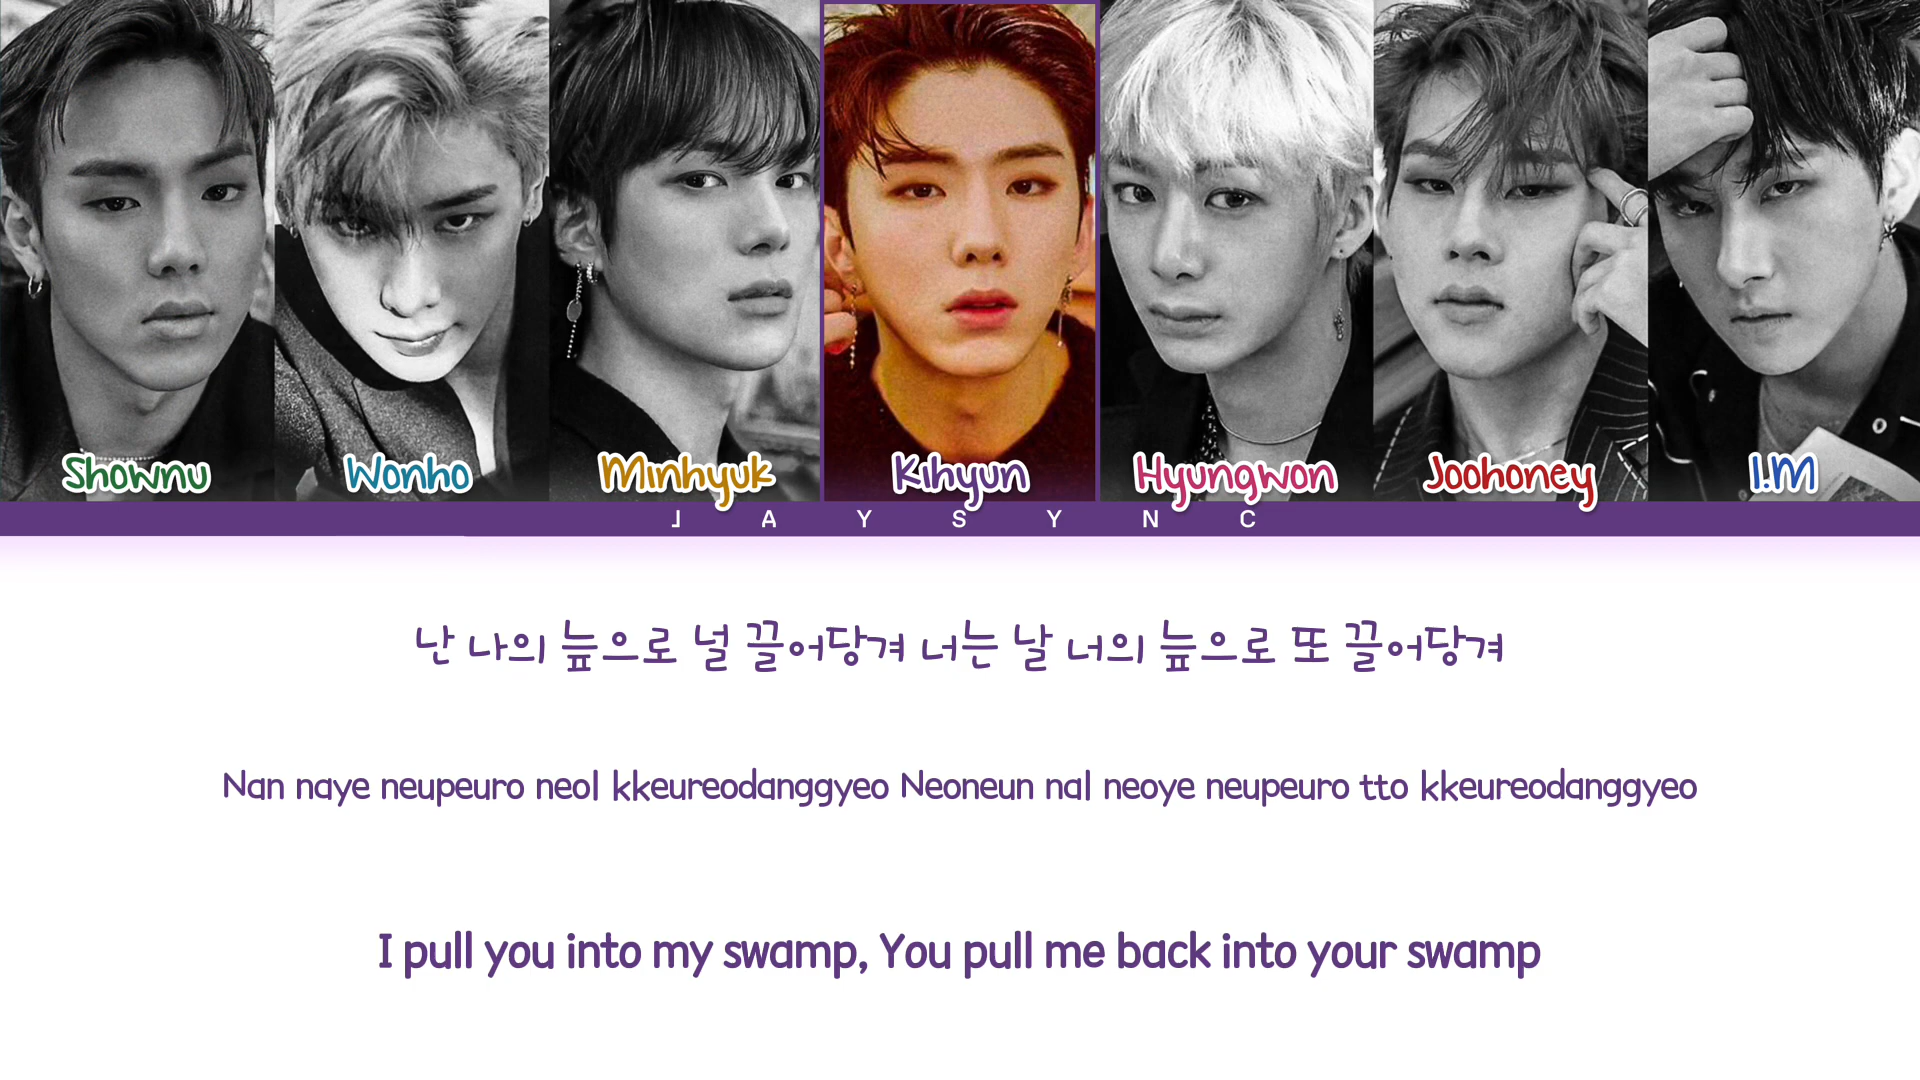 Shownu Wonho Minhyuk Kihyun Hyungwon Joohoney I.M
JAYSYNC
난 나의 늪으로 널 끌어당겨 너는 날 너의 늪으로 또 끌어당겨
Nan naye neupeuro neol kkeureodanggyeo Neoneun nal neoye neupeuro tto kkeureodanggyeo
I pull you into my swamp, You pull me back into your swamp